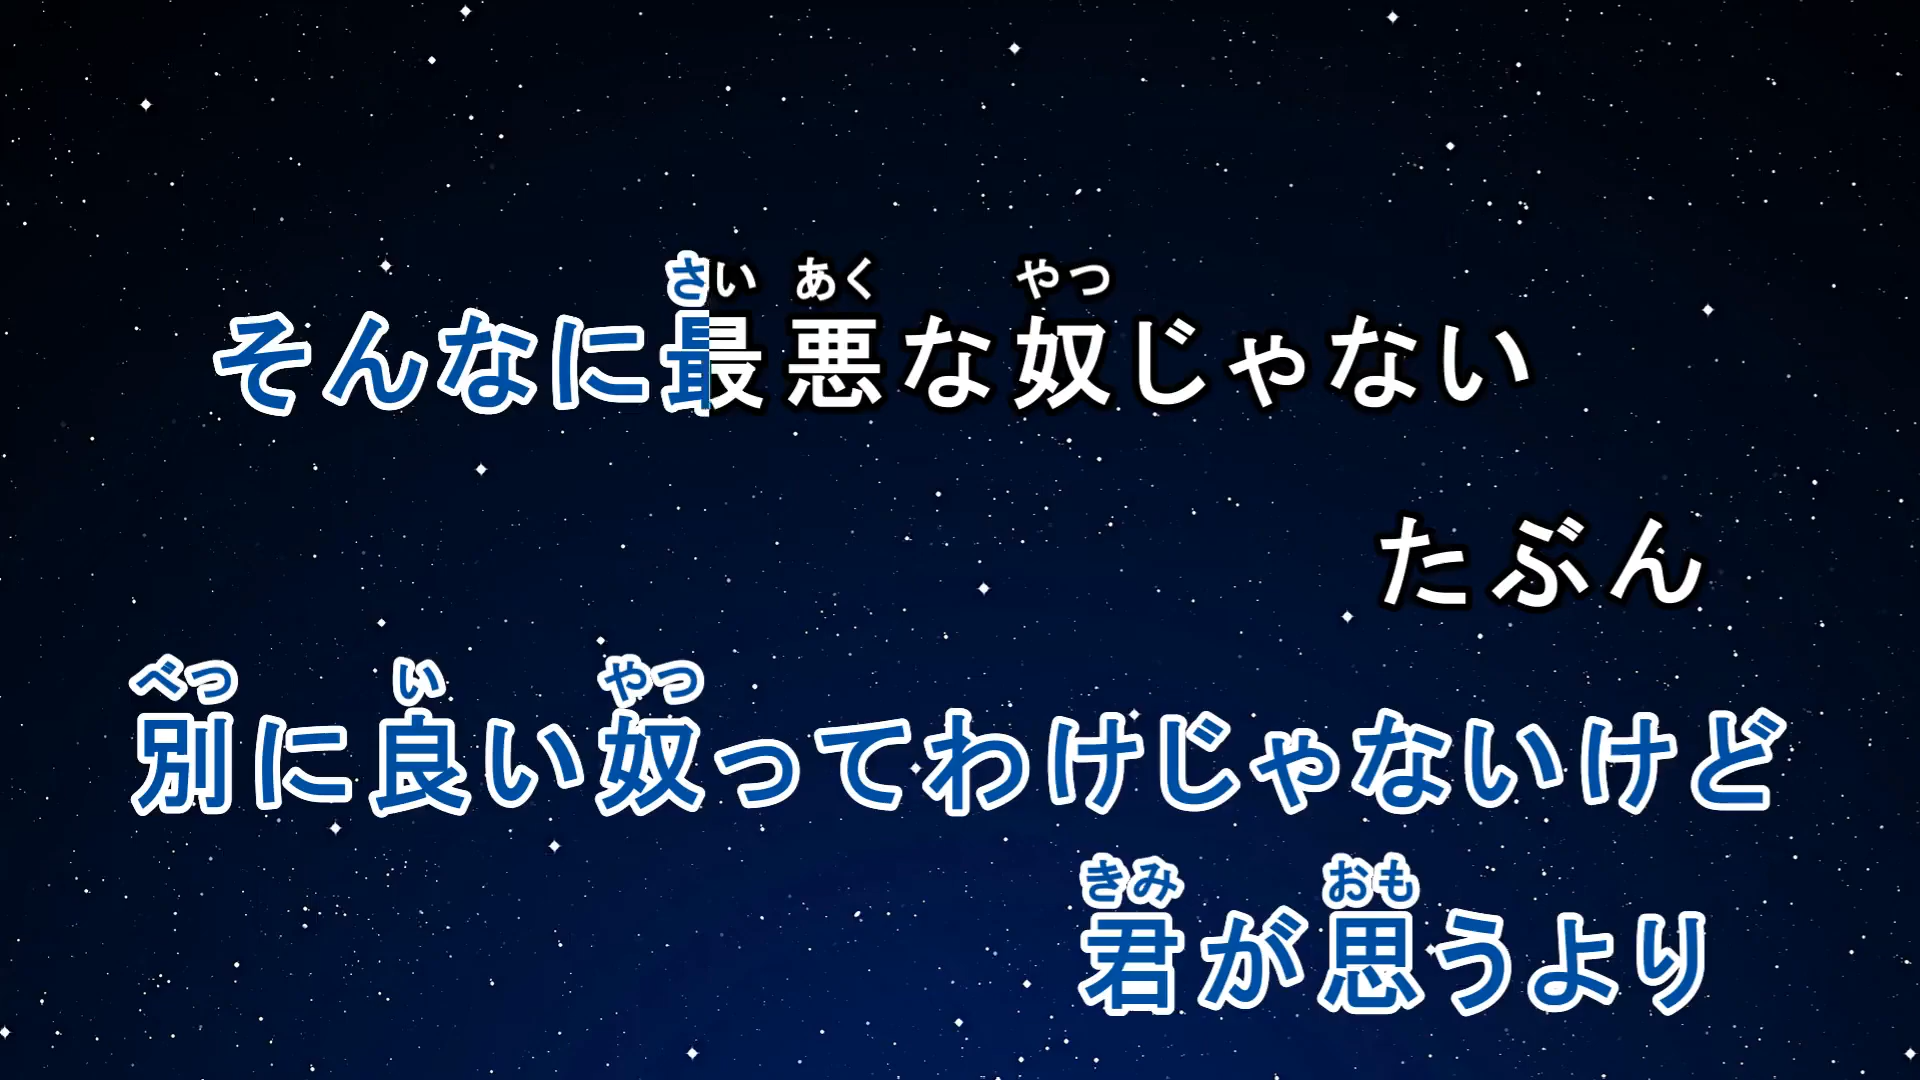 さい あく やつ
そんなに最悪な奴じゃない
たぶん
べつ い やつ
別に良い奴ってわけじゃないけど
きみ おも
君が思うより